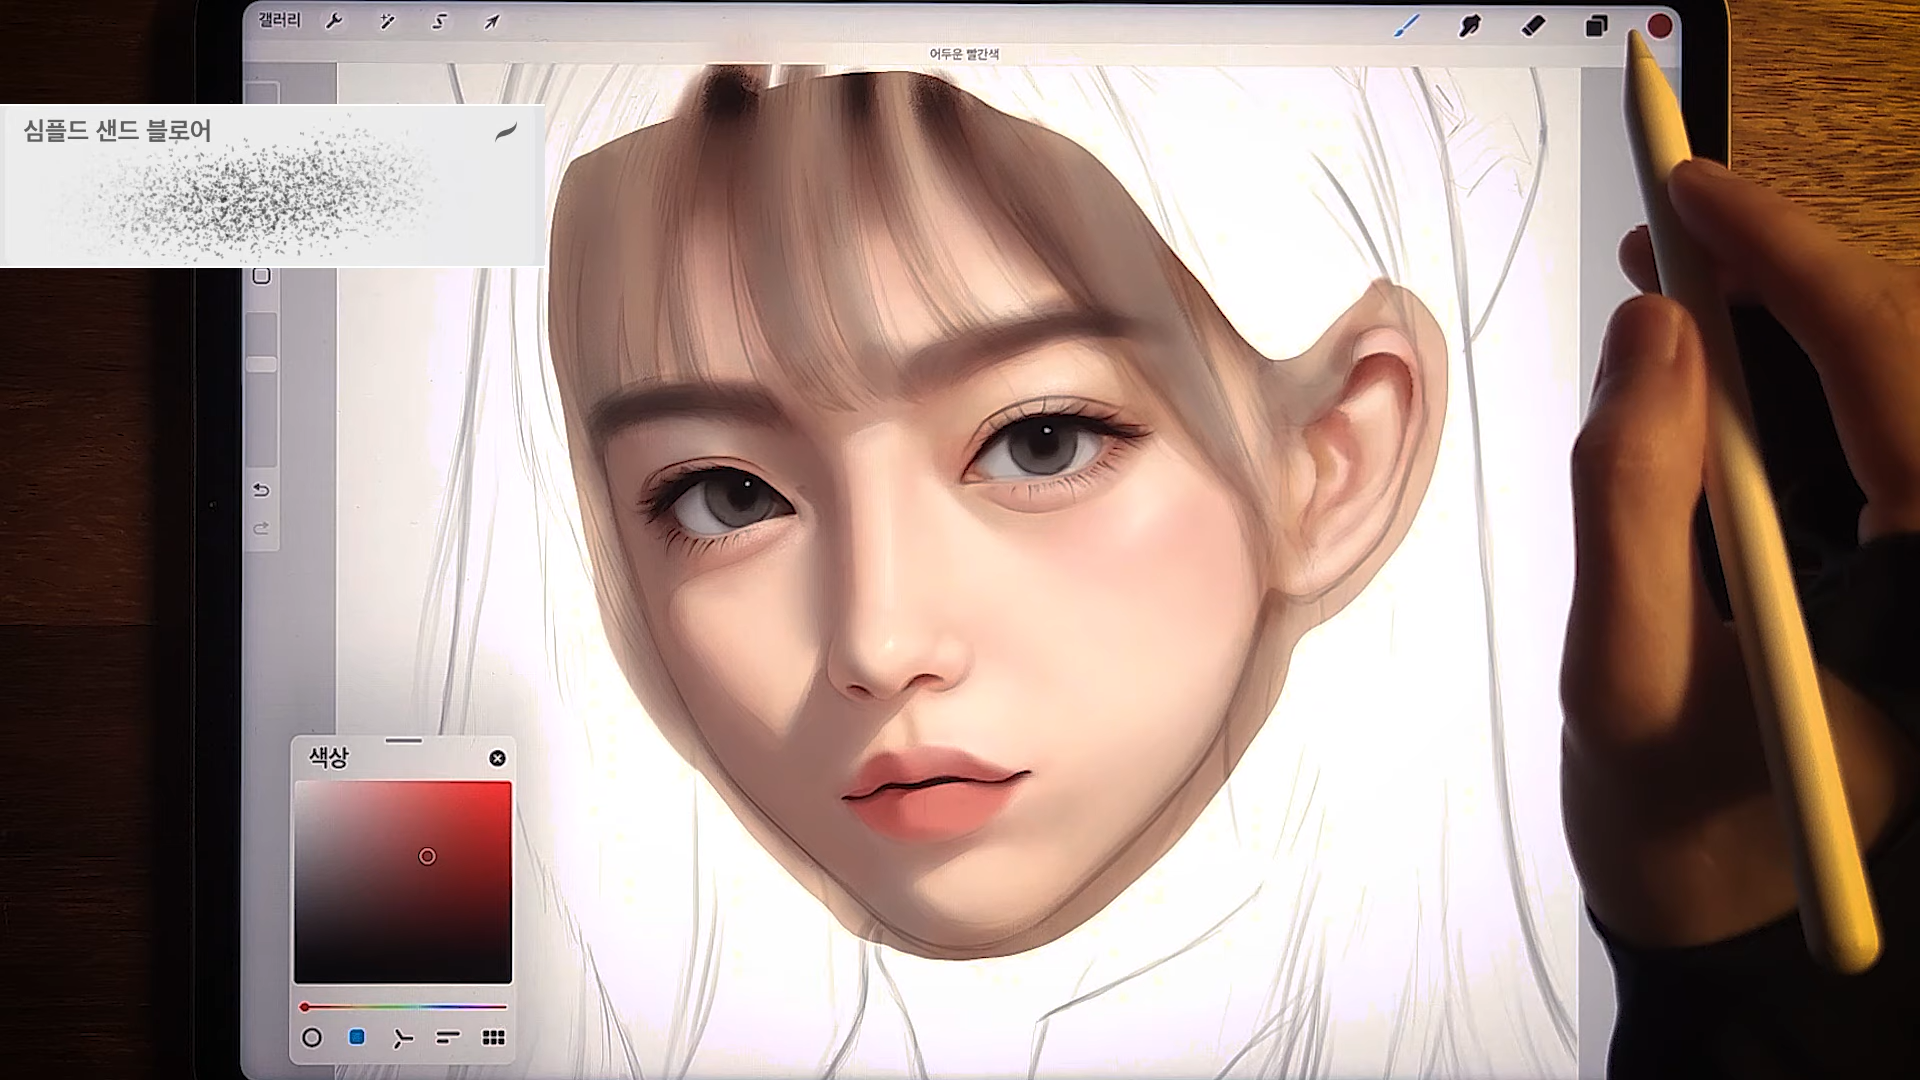 갤러리
어두운 빨간색
심플드 샌드 블로어
색상